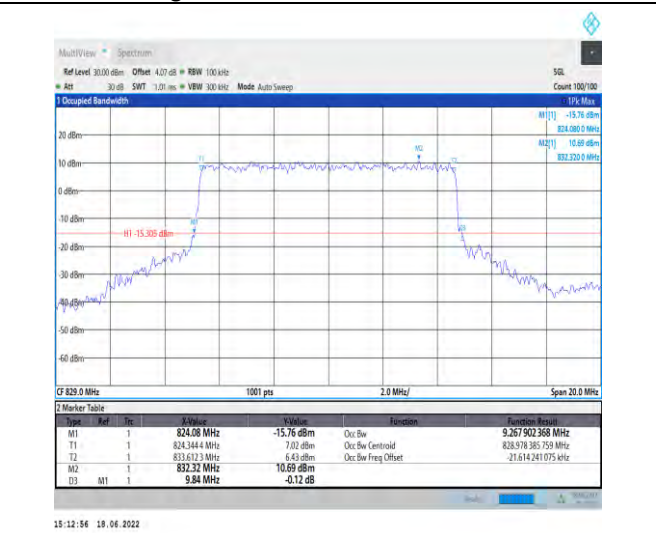 MultiView Spectrum
Ref Level 30.00 dBm Offset 4.07 dB RBW 100 kHz SGL
Att 30 dB SWT 1.01 ms VBW 300 kHz Mode Auto Sweep Count 100/100
1 Occupied Bandwidth 1Pk Max
M1[1] -15.76 dBm
824.080 0 MHz
20 dBm
M2[1] 10.69 dBm
832.320 0 MHz
M2
T1 T2
10 dBm
0 dBm
-10 dBm
M1 D3
H1 -15.305 dBm
-20 dBm
-30 dBm
-40 dBm
-50 dBm
-60 dBm
CF 829.0 MHz 1001 pts 2.0 MHz/ Span 20.0 MHz
2 Marker Table
Type Ref Trc X-Value Y-Value Function Function Result
M1 1 824.08 MHz -15.76 dBm Occ Bw 9.267 902 368 MHz
T1 1 824.344 4 MHz 7.02 dBm Occ Bw Centroid 828.978 385 759 MHz
T2 1 833.612 3 MHz 6.43 dBm Occ Bw Freq Offset -21.614 241 075 kHz
M2 1 832.32 MHz 10.69 dBm
D3 M1 1 9.84 MHz -0.12 dB
15:12:56 18.06.2022